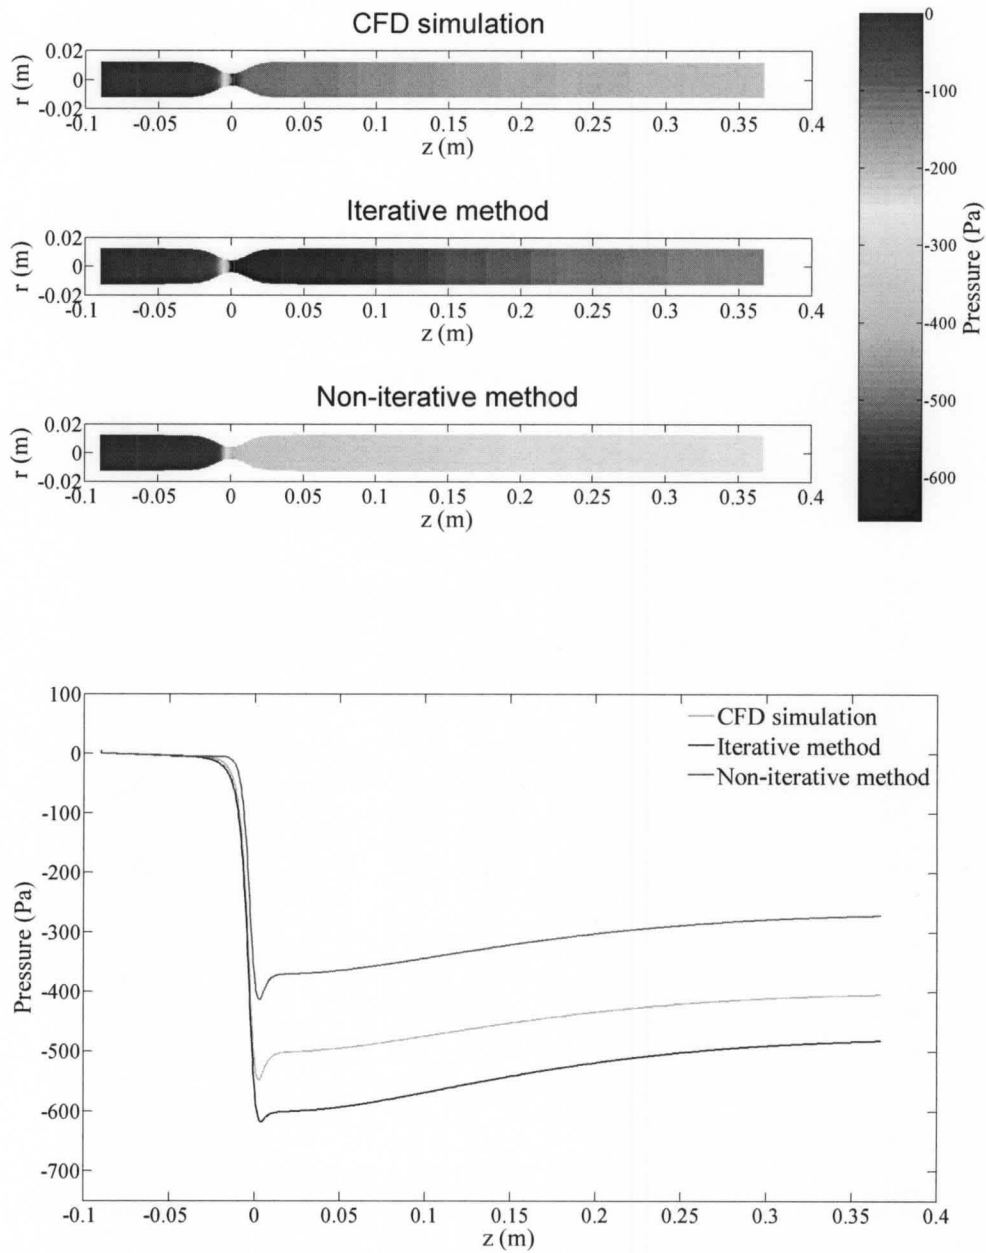 CFD simulation
0.02
0
-0.02
r (m)
-0.1 -0.05 0 0.05 0.1 0.15 0.2 0.25 0.3 0.35 0.4
z (m)
Iterative method
0.02
0
-0.02
r (m)
-0.1 -0.05 0 0.05 0.1 0.15 0.2 0.25 0.3 0.35 0.4
z (m)
Non-iterative method
0.02
0
-0.02
r (m)
-0.1 -0.05 0 0.05 0.1 0.15 0.2 0.25 0.3 0.35 0.4
z (m)
0
-100
-200
-300
-400
-500
-600
Pressure (Pa)
100
0
-100
-200
-300
-400
-500
-600
-700
Pressure (Pa)
CFD simulation
Iterative method
Non-iterative method
-0.1 -0.05 0 0.05 0.1 0.15 0.2 0.25 0.3 0.35 0.4
z (m)